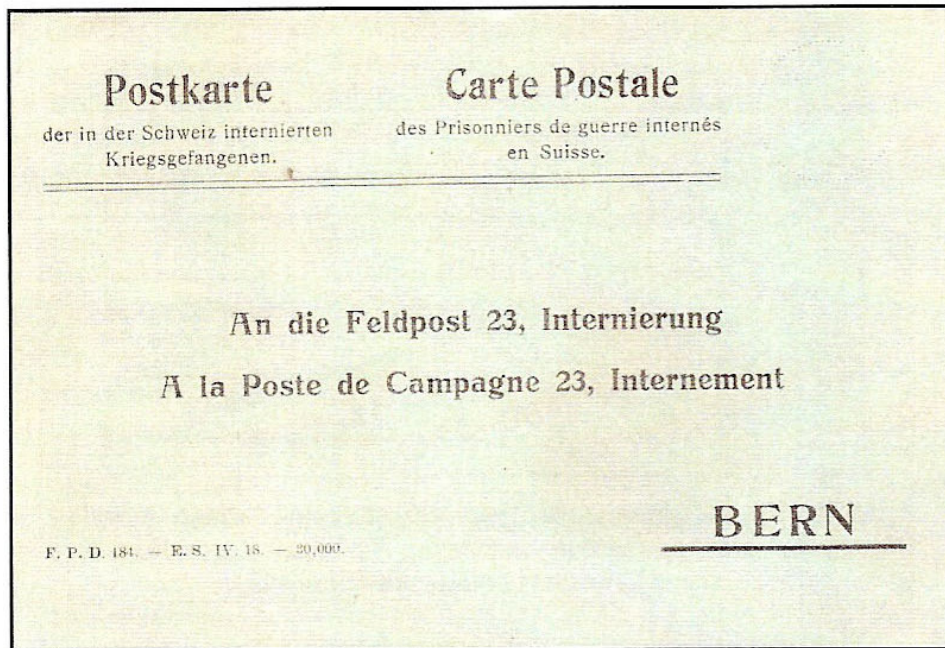 Postkarte
der in der Schweiz internierten
Kriegsgefangenen.
Carte Postale
des Prisonniers de guerre internés
en Suisse.
An die Feldpost 23, Internierung
A la Poste de Campagne 23, Internement
BERN
F. P. D. 184. — E. S. IV. 18. — 30,000.